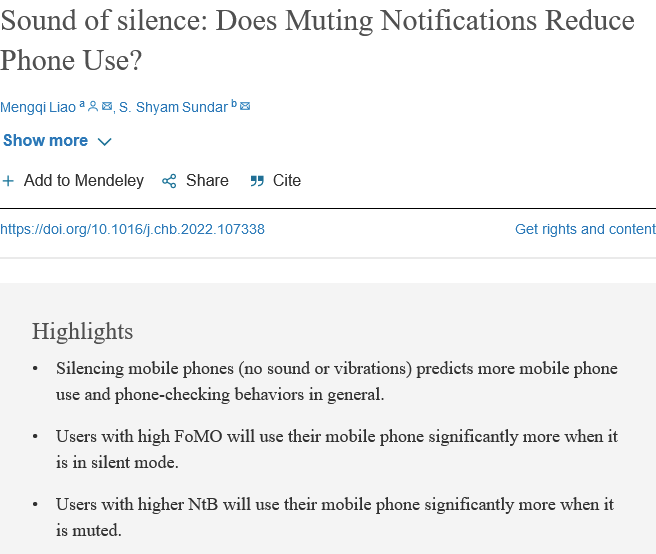 Sound of silence: Does Muting Notifications Reduce
Phone Use?
Mengqi Liao a, S. Shyam Sundar b
Show more
+ Add to Mendeley Share Cite
https://doi.org/10.1016/j.chb.2022.107338 Get rights and content
Highlights
• Silencing mobile phones (no sound or vibrations) predicts more mobile phone
use and phone-checking behaviors in general.
• Users with high FoMO will use their mobile phone significantly more when it
is in silent mode.
• Users with higher NtB will use their mobile phone significantly more when it
is muted.